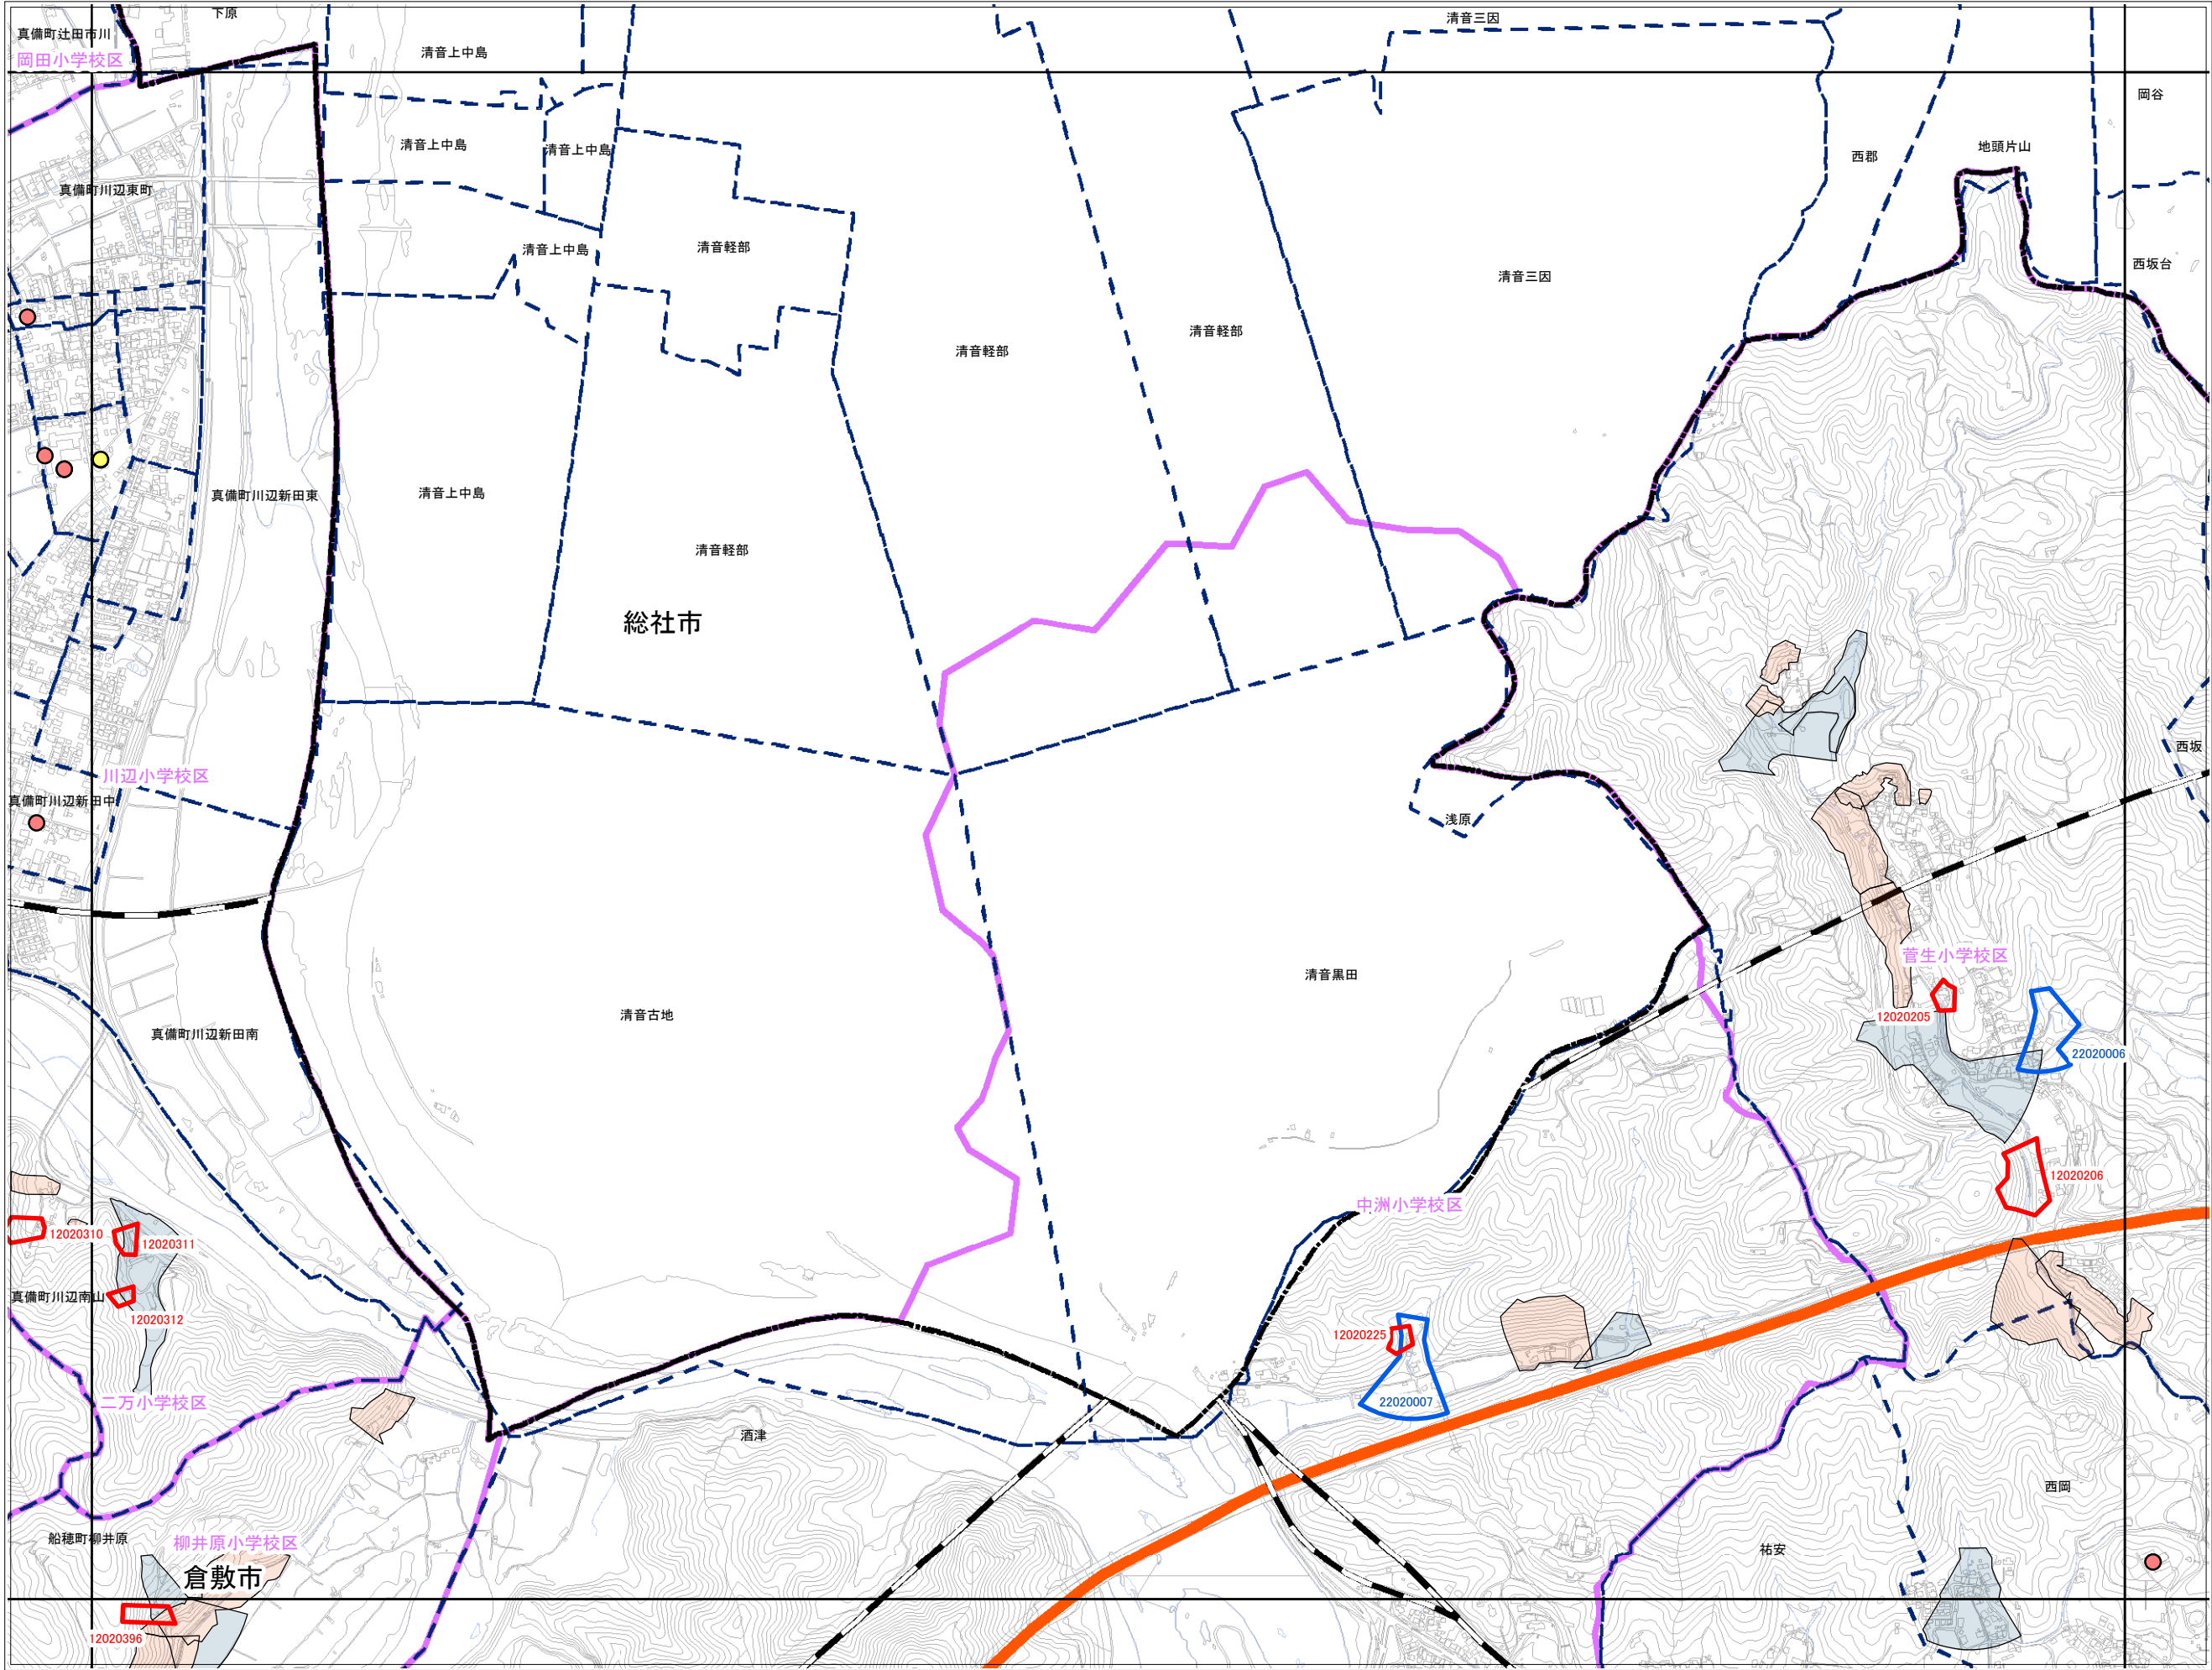 下原
清音三因
真備町辻田市川
清音上中島
岡田小学校区
岡谷
清音上中島
清音上中島
地頭片山
西郡
真備町川辺東町
清音上中島
清音軽部
西坂台
清音三因
清音軽部
清音軽部
清音上中島
真備町川辺新田東
清音軽部
総社市
西坂
川辺小学校区
真備町川辺新田中
浅原
菅生小学校区
清音黒田
清音古地
12020205
真備町川辺新田南
22020006
12020206
中洲小学校区
12020310
12020311
真備町川辺南山
12020312
12020225
二万小学校区
22020007
酒津
西岡
船穂町柳井原
柳井原小学校区
祐安
倉敷市
12020396